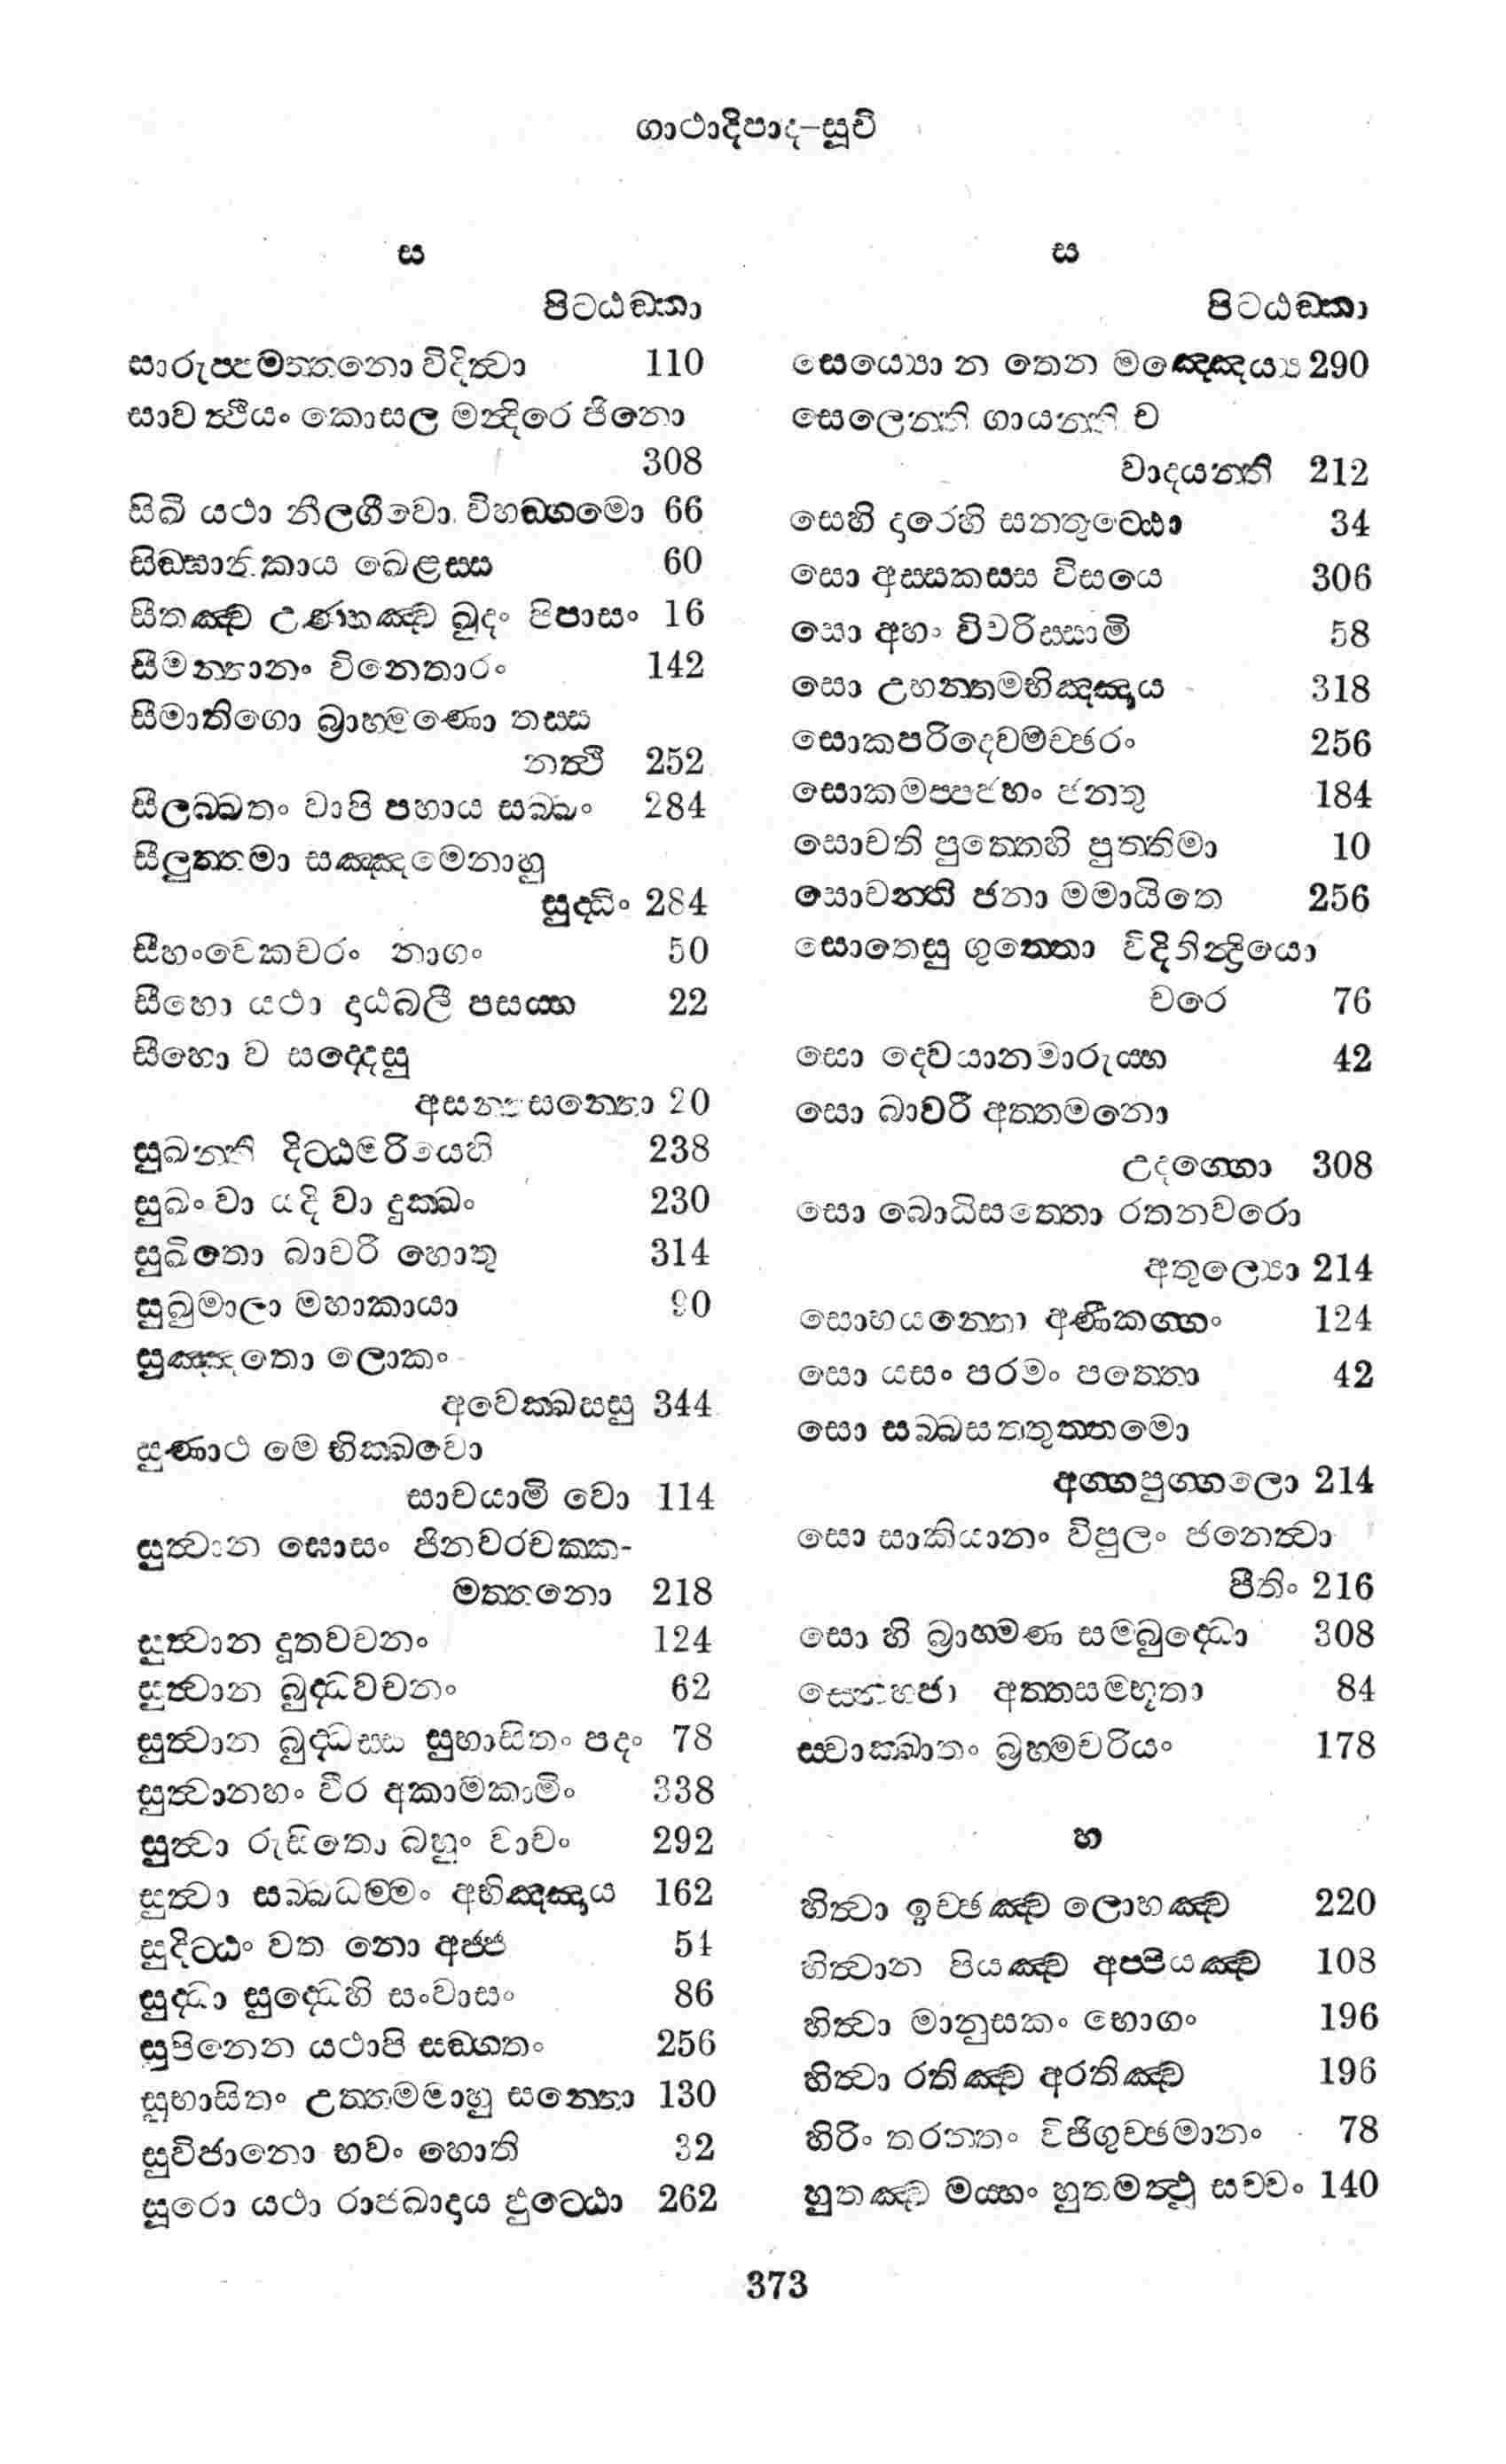 ගාථාදිපාද–සූචි
ස
පිටඨඞකා
සාරුප්පමත්තනො විදිත්වා 110
සාවත්ථියං කොසල මන්දිරෙ ජිනො
308
සිඛී යථා නීලගීවො විහඞ්ගමො 66
සිඞ්ඝානිකාය ඛෙළස්ස 60
සීතඤ්ච උණ්හඤ්ච ඛුදං පිපාසං 16
සීමන්තානං විනෙතාරං 142
සීමාතිගො බ්‍රාහ්මණො තස්ස
නත්ථි 252
සීලබ්බතං වාපි පහාය සබ්බං 284
සීලුත්තමා සඤ්ඤමෙනාහු
සුද්ධිං 284
සීහංවෙකචරං නාගං 50
සීහො යථා දාඨබලී පසය්හ 22
සීහො ව සද්දෙසු
අසන්තසන්තො 20
සුඛන්ති දිට්ඨමරියෙහි 238
සුඛං වා යදි වා දුක්ඛං 230
සුඛිතො බාවරී හොතු 314
සුඛුමාලා මහාකායා 90
සුඤ්ඤතො ලොකං
අවෙක්ඛස්සු 344
සුණාථ මෙ භික්ඛවො
සාවයාමි වො 114
සුත්වාන ඝොසං ජිනවරචක්ක-
මත්තනො 218
සුත්වාන දූතවචනං 124
සුත්වාන බුද්ධවචනං 62
සුත්වාන බුද්ධස්ස සුභාසිතං පදං 78
සුත්වානහං වීර අකාමකාමිං 338
සුත්වා රුසිතො බහුං වාචං 292
සුත්වා සබ්බධම්මං අභිඤ්ඤාය 162
සුදිට්ඨං වත නො අජ්ජ 54
සුද්ධා සුද්ධෙහි සංවාසං 86
සුපිනෙන යථාපි සඞ්ගතං 256
සුභාසිතං උත්තමමාහු සන්තො 130
සුවිජානො භවං හොති 32
සූරො යථා රාජඛාදාය ඵුට්ඨො 262
ස
පිටඨඞකා
සෙය්‍යො න තෙන මඤ්ඤෙය්‍ය 290
සෙලෙන්ති ගායන්ති ච
වාදයන්ති 212
සෙහි දාරෙහි සන්තුට්ඨො 34
සො අස්සකස්ස විසයෙ 306
සො අහං විචරිස්සාමි 58
සො උභන්තමභිඤ්ඤාය 318
සොකපරිදෙවමච්ඡරං 256
සොකමප්පජහං ජන්තු 184
සොචති පුත්තෙහි පුත්තිමා 10
සොචන්ති ජනා මමායිතෙ 256
සොතෙසු ගුත්තො විදිතින්ද්‍රියො
චරෙ 76
සො දෙවයානමාරුය්හ 42
සො බාවරී අත්තමනො
උදග්ගො 308
සො බොධිසත්තො රතනවරො
අතුල්‍යො 214
සොභයන්තො අණීකග්ගං 124
සො යසං පරමං පත්තො 42
සො සබ්බසත්තුත්තමො
අග්ගපුග්ගලො 214
සො සාකියානං විපුලං ජනෙත්වා
පීතිං 216
සො හි බ්‍රාහ්මණ සම්බුද්ධො 308
ස්නෙහජා අත්තසම්භූතා 84
ස්වාක්ඛාතං බ්‍රහ්මචරියං 178
හ
හිත්වා ඉච්ඡඤ්ච ලොභඤ්ච 220
හිත්වාන පියඤ්ච අප්පියඤ්ච 108
හිත්වා මානුසකං භොගං 196
හිත්වා රතිඤ්ච අරතිඤ්ච 196
හිරිං තරන්තං විජිගුච්ඡමානං 78
හුතඤ්ච මය්හං හුතමත්ථු සච්චං 140
373